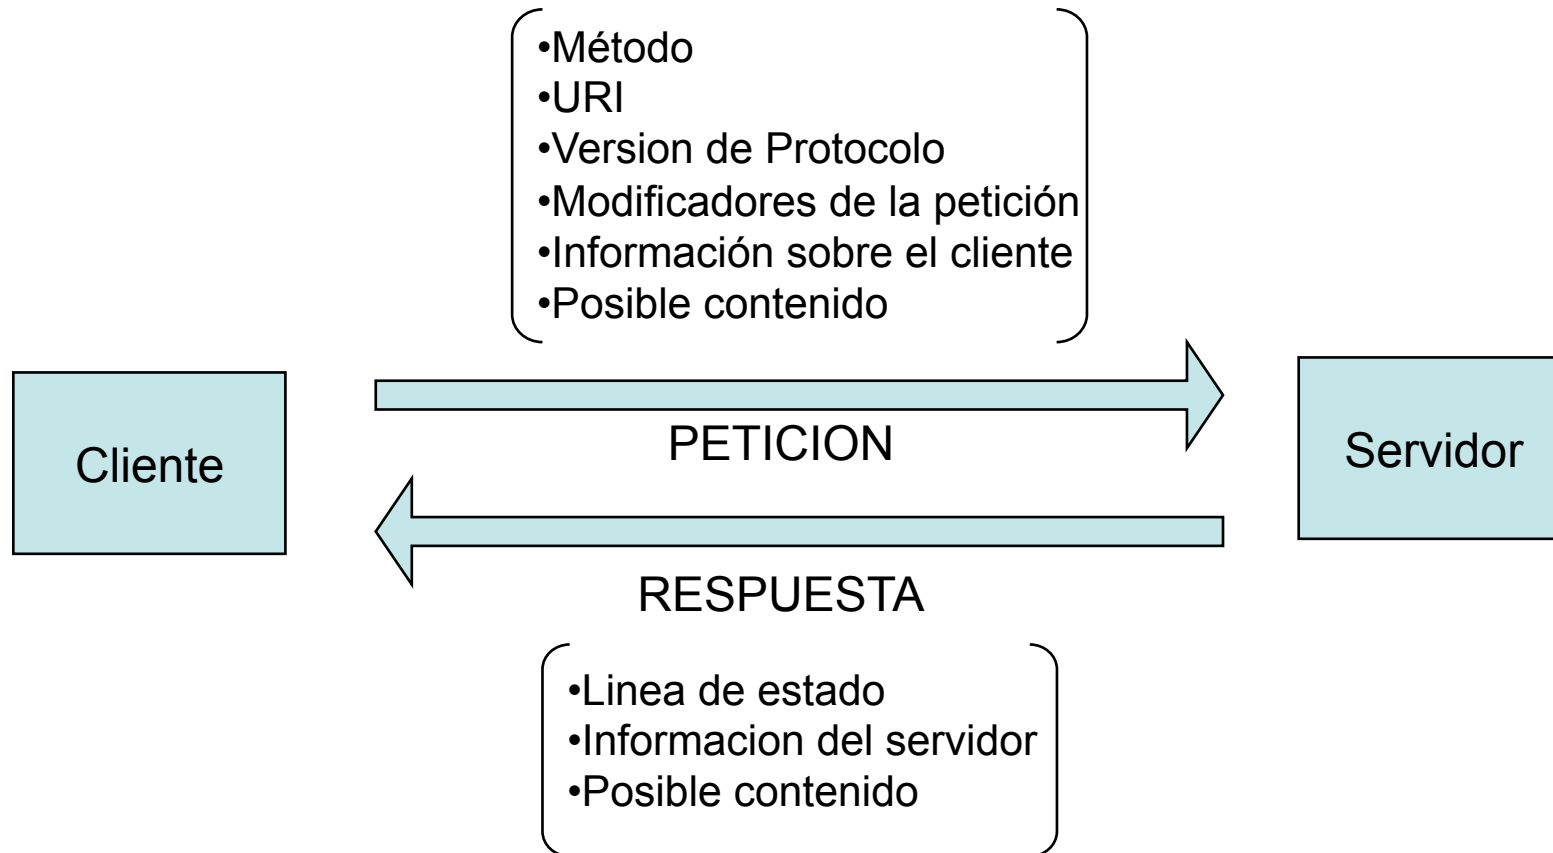 •Método
•URI
•Version de Protocolo
•Modificadores de la petición
•Información sobre el cliente
•Posible contenido
Cliente
PETICION
Servidor
RESPUESTA
•Linea de estado
•Informacion del servidor
•Posible contenido